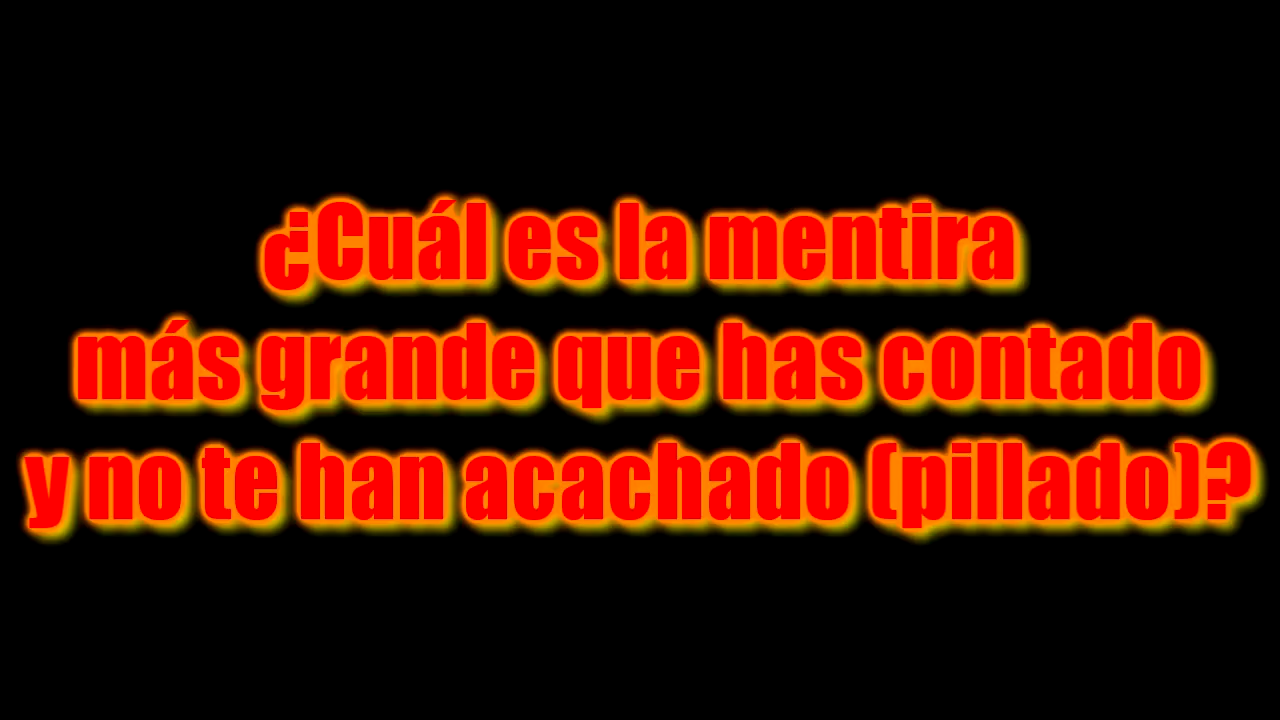 ¿Cuál es la mentira
más grande que has contado
y no te han acachado (pillado)?